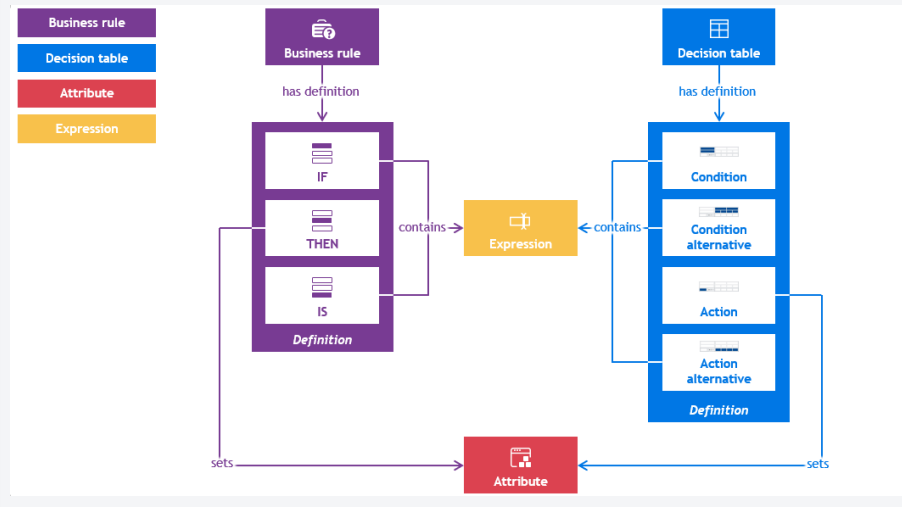 Business rule
Decision table
Attribute
Expression
Business rule
Decision table
has definition
has definition
IF
THEN
IS
Definition
contains
Expression
contains
Condition
Condition
alternative
Action
Action
alternative
Definition
sets
Attribute
sets